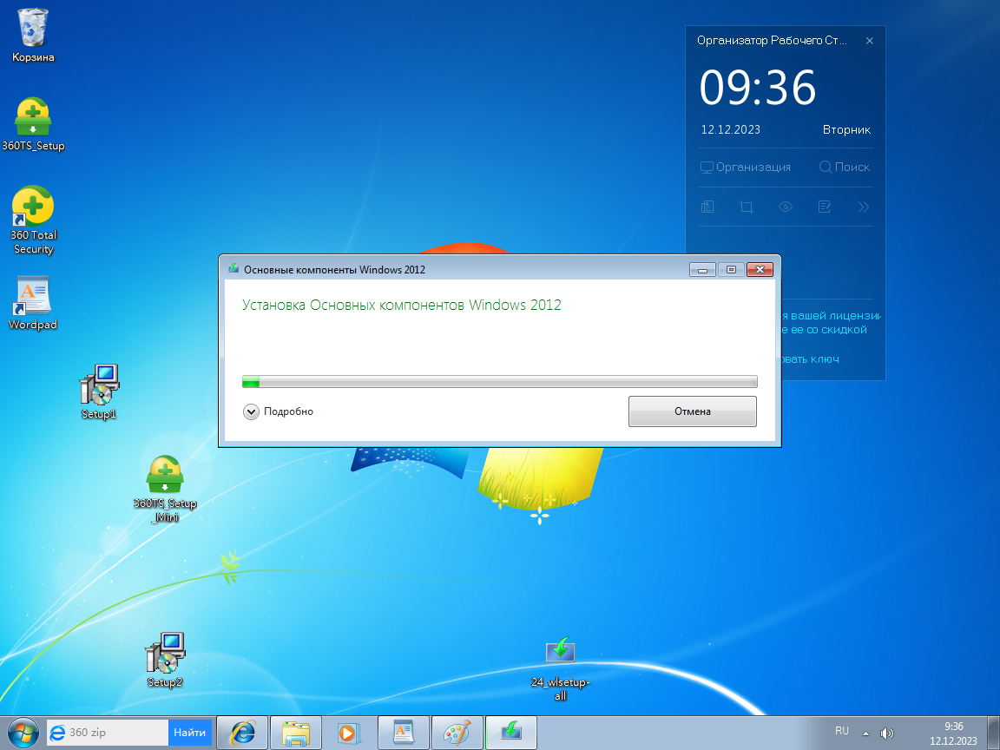 Корзина
360TS_Setup
360 Total
Security
Wordpad
Setup1
360TS_Setup
_Mini
Setup2
24_wlsetup-
all
Организатор Рабочего Ст...
09:36
12.12.2023 Вторник
Организация Поиск
я вашей лицензии
е ее со скидкой
овать ключ
Основные компоненты Windows 2012
Установка Основных компонентов Windows 2012
Подробно
Отмена
360 zip
Найти
RU
9:36
12.12.2023